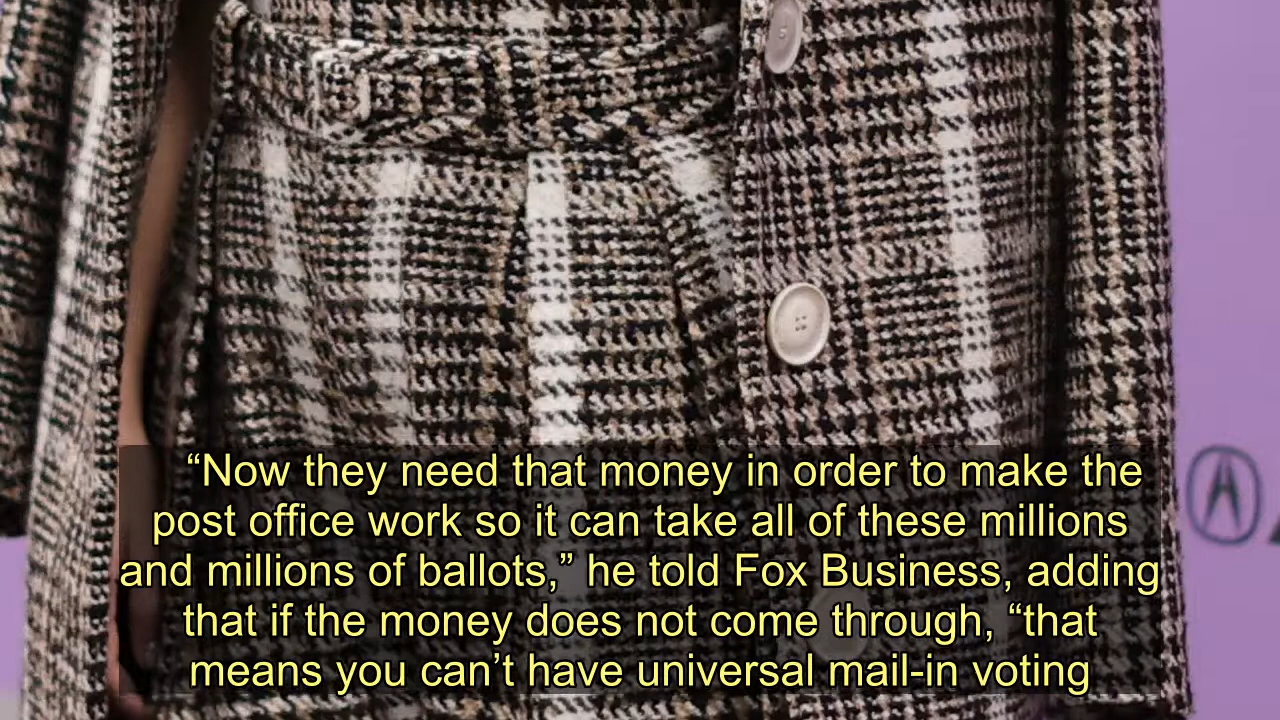 “Now they need that money in order to make the
post office work so it can take all of these millions
and millions of ballots,” he told Fox Business, adding
that if the money does not come through, “that
means you can’t have universal mail-in voting